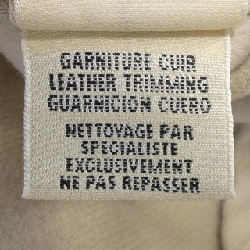 GARNITURE CUIR
LEATHER TRIMMING
GUARNICION CUERO
NETTOYAGE PAR
SPECIALISTE
EXCLUSIVEMENT
NE PAS REPASSER